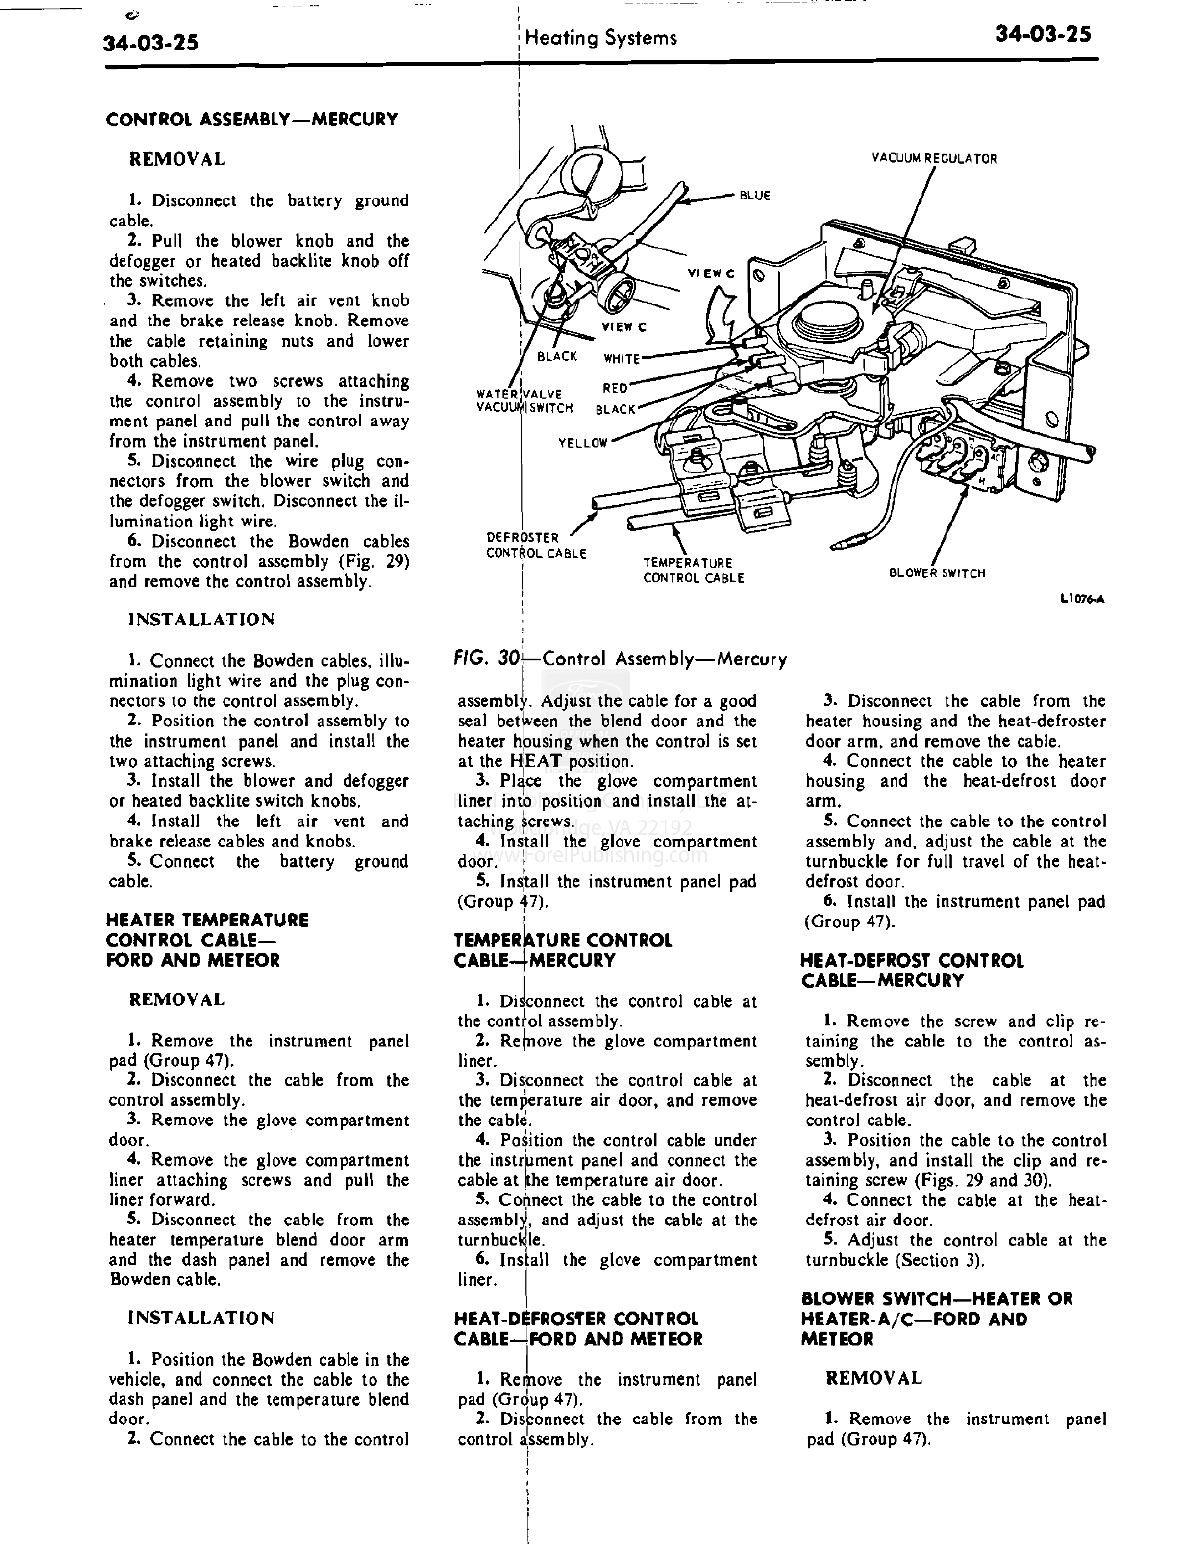 34-03-25
Heating Systems
34-03-25
CONTROL ASSEMBLY—MERCURY
REMOVAL
1. Disconnect the battery ground
cable.
2. Pull the blower knob and the
defogger or heated backlite knob off
the switches.
3. Remove the left air vent knob
and the brake release knob. Remove
the cable retaining nuts and lower
both cables.
4. Remove two screws attaching
the control assembly to the instru-
ment panel and pull the control away
from the instrument panel.
5. Disconnect the wire plug con-
nectors from the blower switch and
the defogger switch. Disconnect the il-
lumination light wire.
6. Disconnect the Bowden cables
from the control assembly (Fig. 29)
and remove the control assembly.
INSTALLATION
1. Connect the Bowden cables, illu-
mination light wire and the plug con-
nectors to the control assembly.
2. Position the control assembly to
the instrument panel and install the
two attaching screws.
3. Install the blower and defogger
or heated backlite switch knobs.
4. Install the left air vent and
brake release cables and knobs.
5. Connect the battery ground
cable.
HEATER TEMPERATURE
CONTROL CABLE—
FORD AND METEOR
REMOVAL
1. Remove the instrument panel
pad (Group 47).
2. Disconnect the cable from the
control assembly.
3. Remove the glove compartment
door.
4. Remove the glove compartment
liner attaching screws and pull the
liner forward.
5. Disconnect the cable from the
heater temperature blend door arm
and the dash panel and remove the
Bowden cable.
INSTALLATION
1. Position the Bowden cable in the
vehicle, and connect the cable to the
dash panel and the temperature blend
door.
2. Connect the cable to the control
VACUUM REGULATOR
BLUE
VIEW C
VIEW C
BLACK
WHITE
WATER VALVE
VACUUM SWITCH
RED
BLACK
YELLOW
DEFROSTER
CONTROL CABLE
TEMPERATURE
CONTROL CABLE
BLOWER SWITCH
L1076-A
FIG. 30—Control Assembly—Mercury
assembly. Adjust the cable for a good
seal between the blend door and the
heater housing when the control is set
at the HEAT position.
3. Place the glove compartment
liner into position and install the at-
taching screws.
4. Install the glove compartment
door.
5. Install the instrument panel pad
(Group 47).
VA 22192
www.ForelPublishing.com
TEMPERATURE CONTROL
CABLE—MERCURY
1. Disconnect the control cable at
the control assembly.
2. Remove the glove compartment
liner.
3. Disconnect the control cable at
the temperature air door, and remove
the cable.
4. Position the control cable under
the instrument panel and connect the
cable at the temperature air door.
5. Connect the cable to the control
assembly, and adjust the cable at the
turnbuckle.
6. Install the glove compartment
liner.
HEAT-DEFROSTER CONTROL
CABLE—FORD AND METEOR
1. Remove the instrument panel
pad (Group 47).
2. Disconnect the cable from the
control assembly.
3. Disconnect the cable from the
heater housing and the heat-defroster
door arm, and remove the cable.
4. Connect the cable to the heater
housing and the heat-defrost door
arm.
5. Connect the cable to the control
assembly and, adjust the cable at the
turnbuckle for full travel of the heat-
defrost door.
6. Install the instrument panel pad
(Group 47).
HEAT-DEFROST CONTROL
CABLE—MERCURY
1. Remove the screw and clip re-
taining the cable to the control as-
sembly.
2. Disconnect the cable at the
heat-defrost air door, and remove the
control cable.
3. Position the cable to the control
assembly, and install the clip and re-
taining screw (Figs. 29 and 30).
4. Connect the cable at the heat-
defrost air door.
5. Adjust the control cable at the
turnbuckle (Section 3).
BLOWER SWITCH—HEATER OR
HEATER-A/C—FORD AND
METEOR
REMOVAL
1. Remove the instrument panel
pad (Group 47).